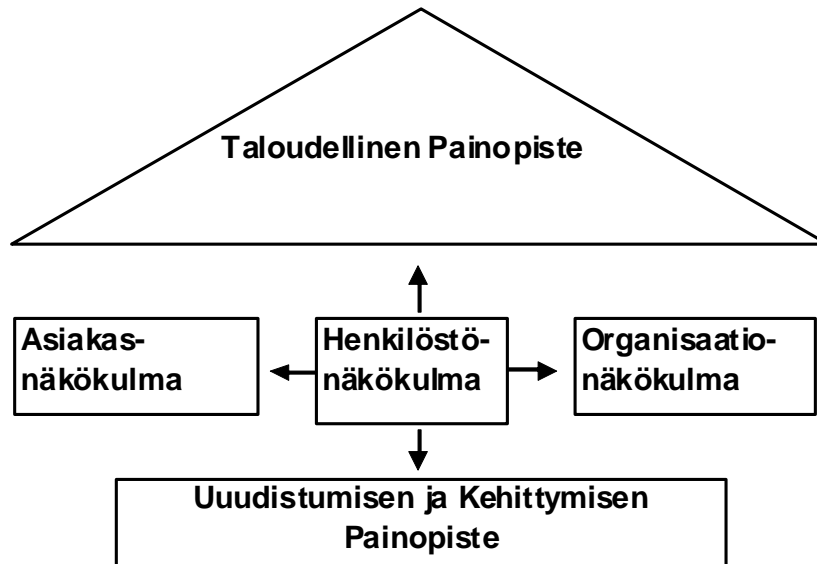 Taloudellinen Painopiste
Asiakas-
näkökulma
Henkilöstö-
näkökulma
Organisaatio-
näkökulma
Uuudistumisen ja Kehittymisen
Painopiste